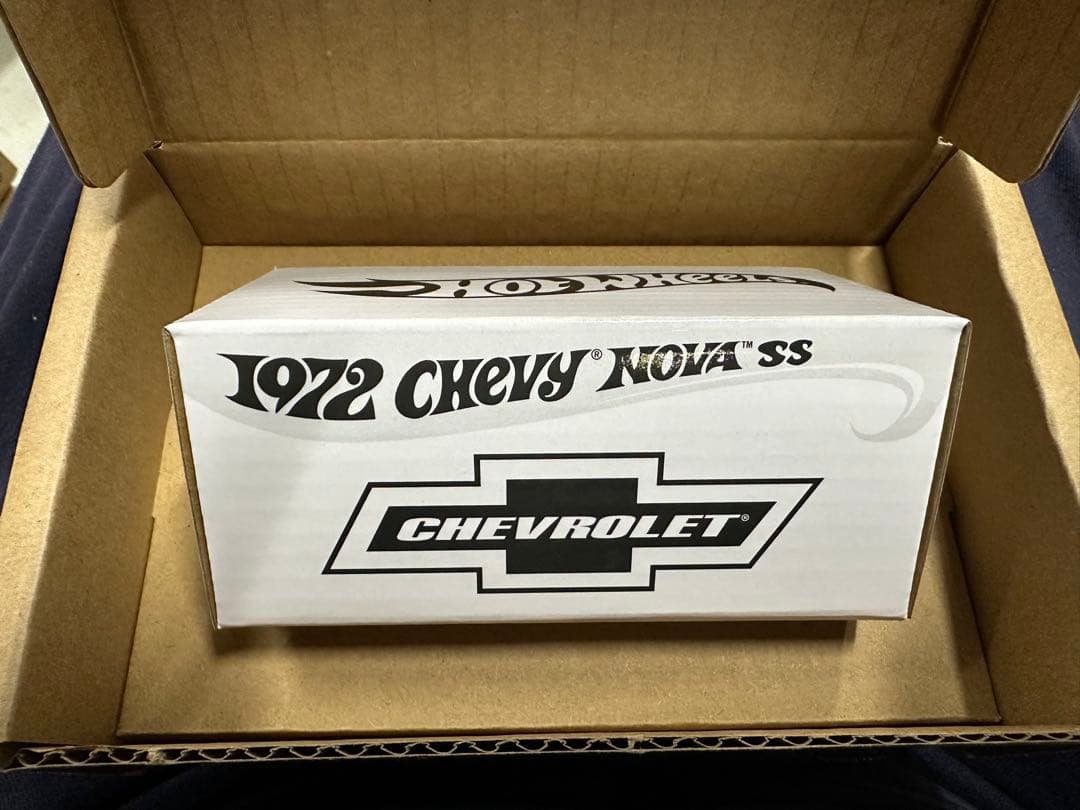 HOT WHeeLs
1972 CHevy® NOVA™ SS
CHEVROLET®